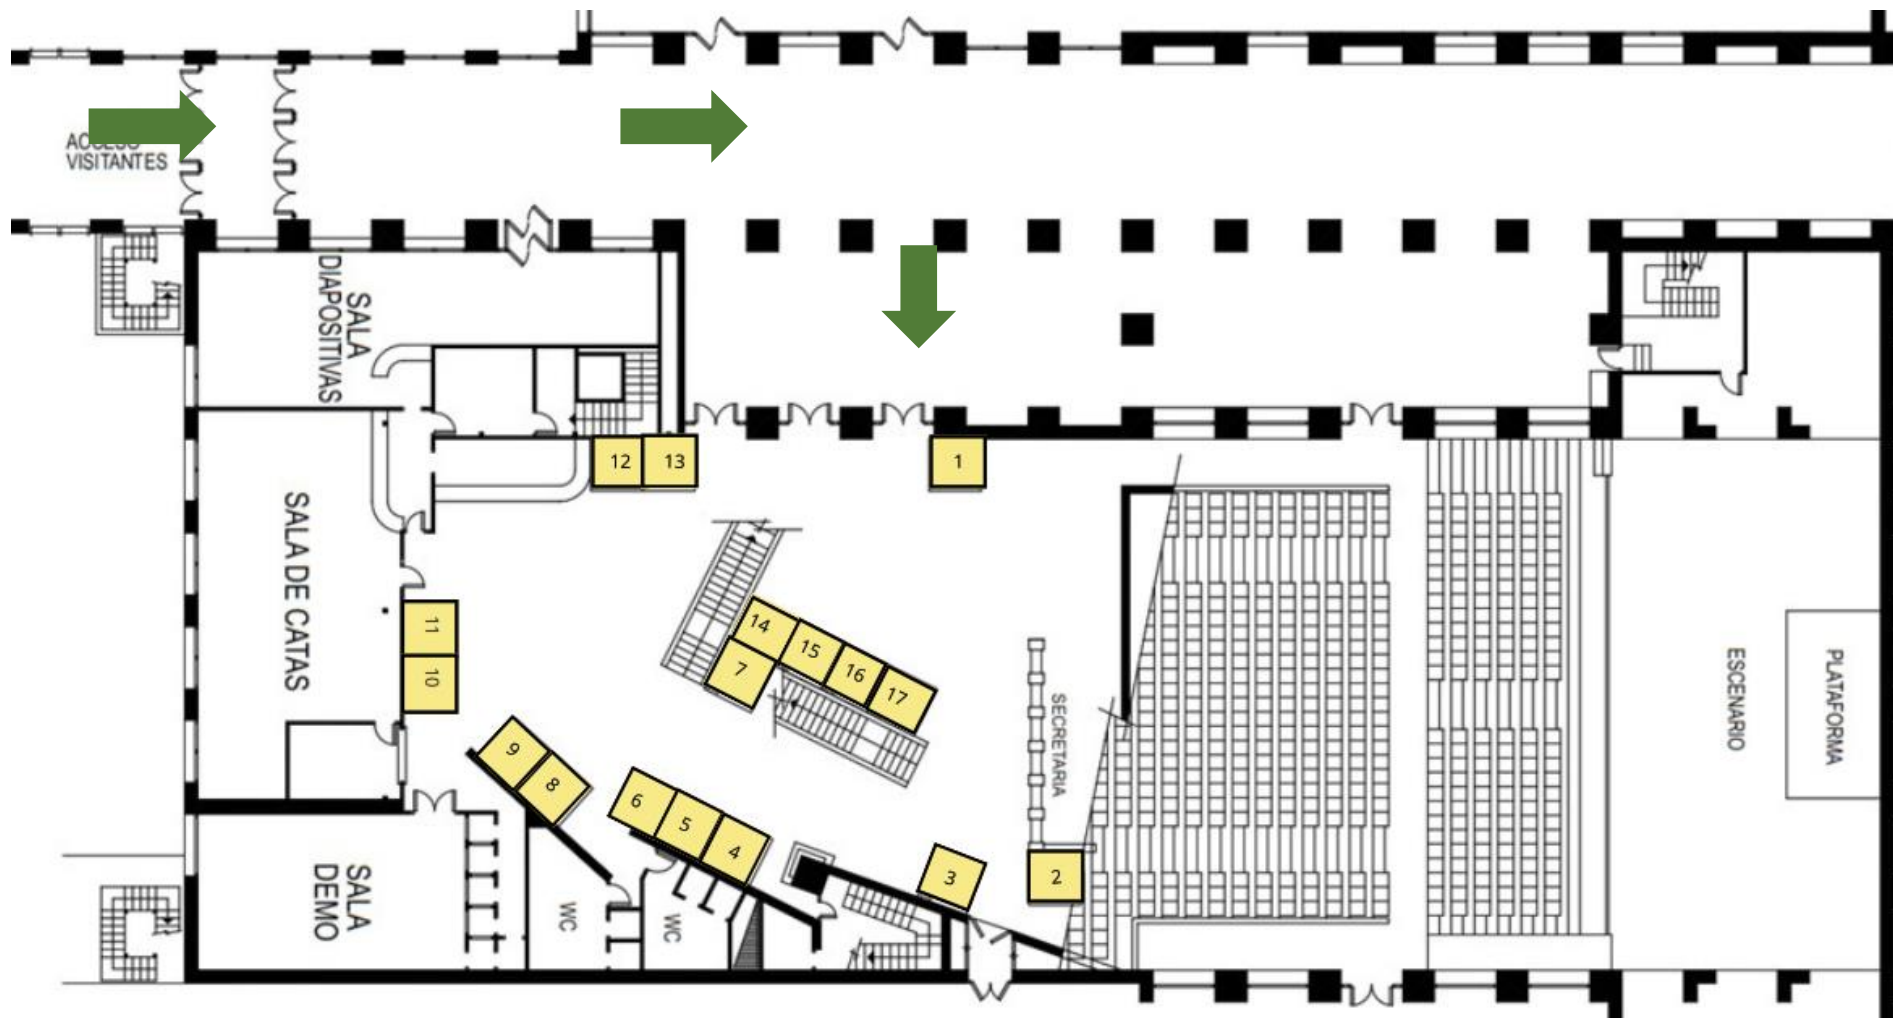 ACCESO
VISITANTES
SALA
DIAPOSITIVAS
12
13
1
SALA DE CATAS
11
10
14
15
16
17
7
9
8
6
5
4
3
2
SECRETARIA
ESCENARIO
PLATAFORMA
SALA
DEMO
WC
WC